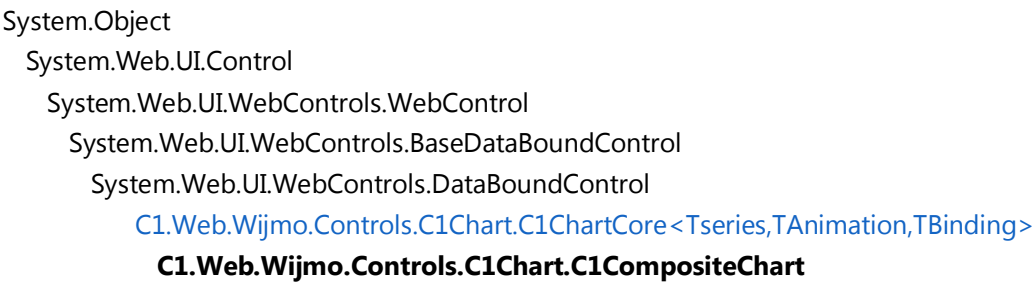 System.Object
System.Web.UI.Control
System.Web.UI.WebControls.WebControl
System.Web.UI.WebControls.BaseDataBoundControl
System.Web.UI.WebControls.DataBoundControl
C1.Web.Wijmo.Controls.C1Chart.C1ChartCore<Tseries,TAnimation,TBinding>
C1.Web.Wijmo.Controls.C1Chart.C1CompositeChart